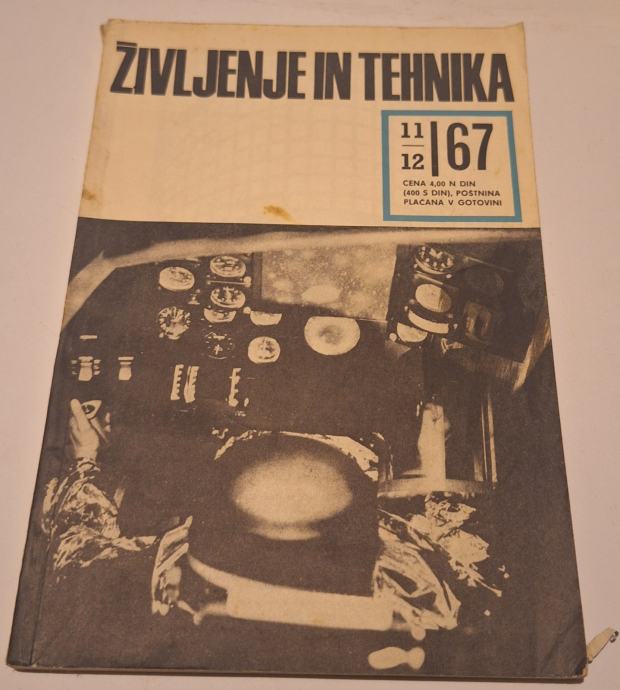 ŽIVLJENJE IN TEHNIKA
11
12
67
CENA 4,00 N DIN
(400 S DIN), POŠTNINA
PLAČANA V GOTOVINI